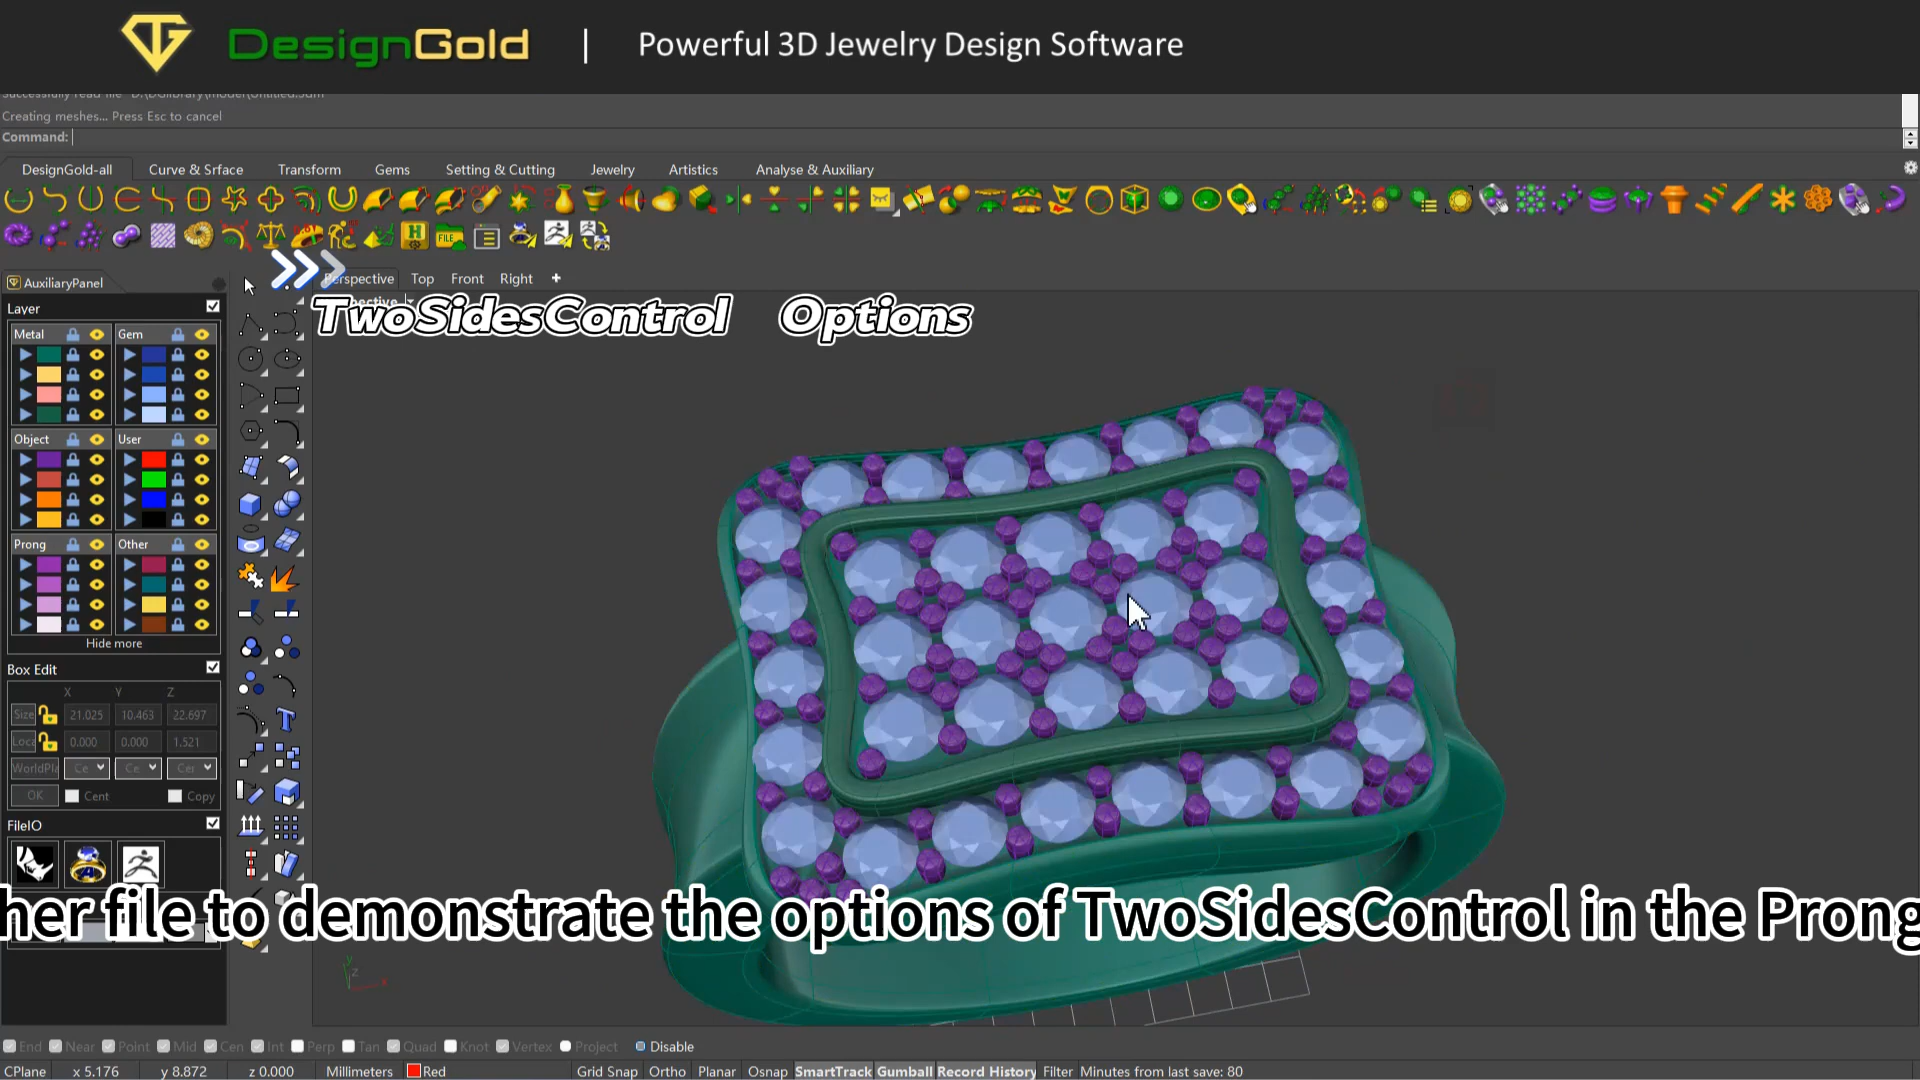 DesignGold | Powerful 3D Jewelry Design Software
Creating meshes... Press Esc to cancel
Command:
DesignGold-all Curve & Srface Transform Gems Setting & Cutting Jewelry Artistics Analyse & Auxiliary
H FILE
AuxiliaryPanel
Perspective Top Front Right +
TwoSidesControl Options
Layer
Metal Gem
Object User
Prong Other
Hide more
Box Edit
X Y Z
Size 21.025 10.463 22.697
Loca 0.000 0.000 1.521
WorldPl Ce Ce Cer
OK Cent Copy
FileIO
her file to demonstrate the options of TwoSidesControl in the Prong
y z x
End Near Point Mid Cen Int Perp Tan Quad Knot Vertex Project Disable
CPlane x 5.176 y 8.872 z 0.000 Millimeters Red Grid Snap Ortho Planar Osnap SmartTrack Gumball Record History Filter Minutes from last save: 80